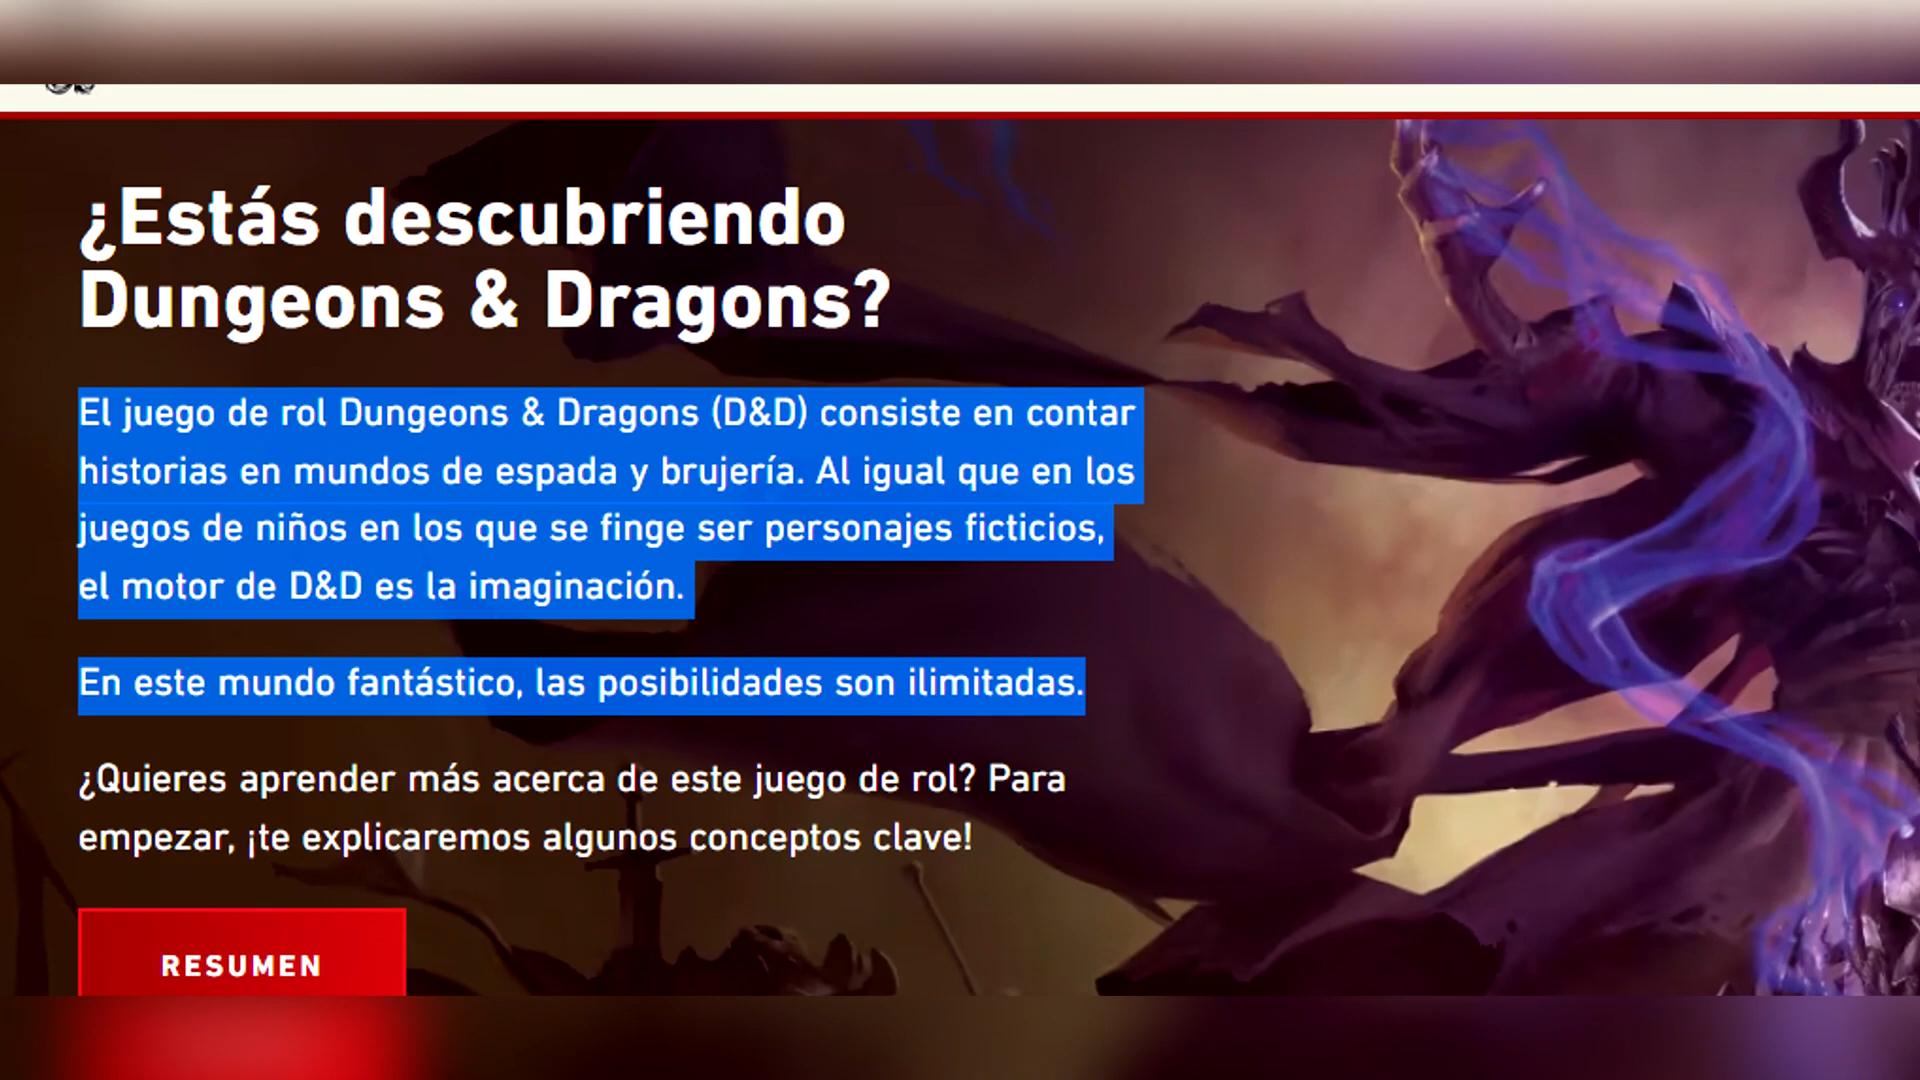 ¿Estás descubriendo
Dungeons & Dragons?
El juego de rol Dungeons & Dragons (D&D) consiste en contar
historias en mundos de espada y brujería. Al igual que en los
juegos de niños en los que se finge ser personajes ficticios,
el motor de D&D es la imaginación.
En este mundo fantástico, las posibilidades son ilimitadas.
¿Quieres aprender más acerca de este juego de rol? Para
empezar, ¡te explicaremos algunos conceptos clave!
RESUMEN